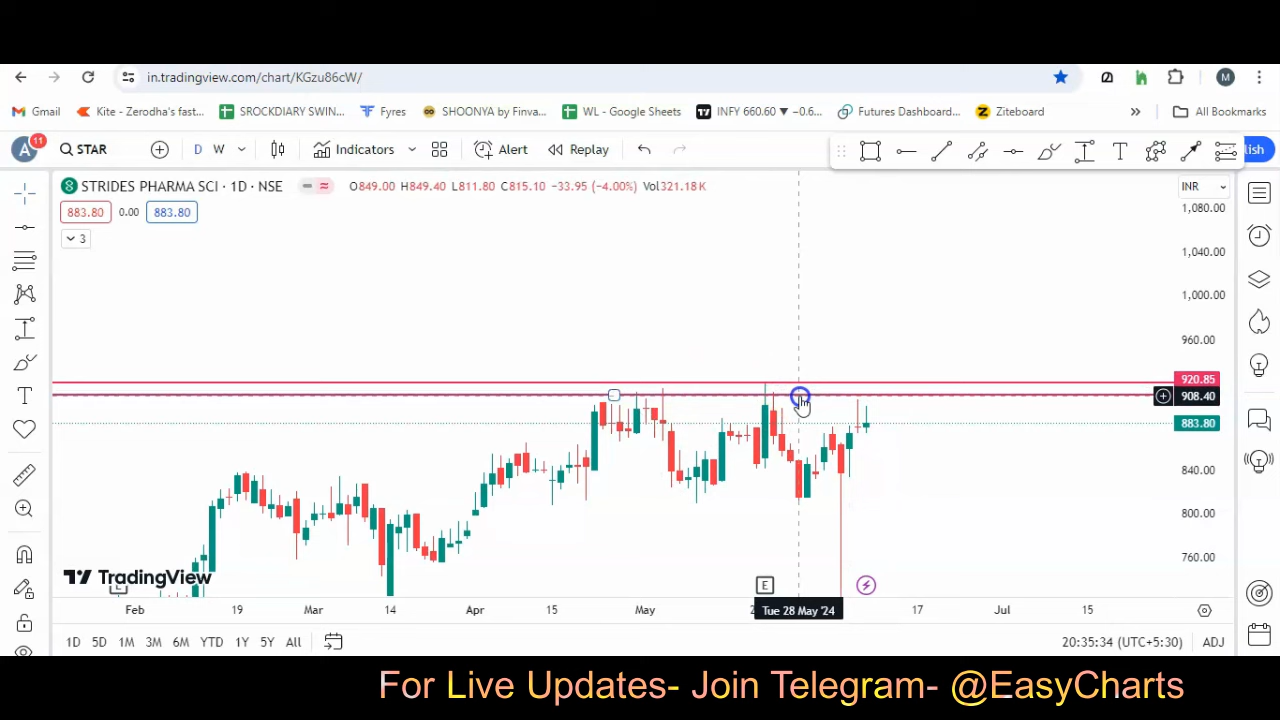 in.tradingview.com/chart/KGzu86cW/
M
Gmail
Kite - Zerodha's fast...
SROCKDIARY SWIN...
Fyres
SHOONYA by Finva...
WL - Google Sheets
INFY 660.60 ▼ −0.6...
Futures Dashboard...
Ziteboard
»
All Bookmarks
A 11
STAR
D W
Indicators
Alert
Replay
lish
STRIDES PHARMA SCI · 1D · NSE
O849.00 H849.40 L811.80 C815.10 −33.95 (−4.00%) Vol321.18 K
INR
883.80 0.00 883.80
3
1,080.00
1,040.00
1,000.00
960.00
920.85
908.40
883.80
840.00
800.00
760.00
TradingView
E
E
Feb 19 Mar 14 Apr 15 May 2 Tue 28 May '24 17 Jul 15
1D 5D 1M 3M 6M YTD 1Y 5Y All
20:35:34 (UTC+5:30) ADJ
For Live Updates- Join Telegram- @EasyCharts